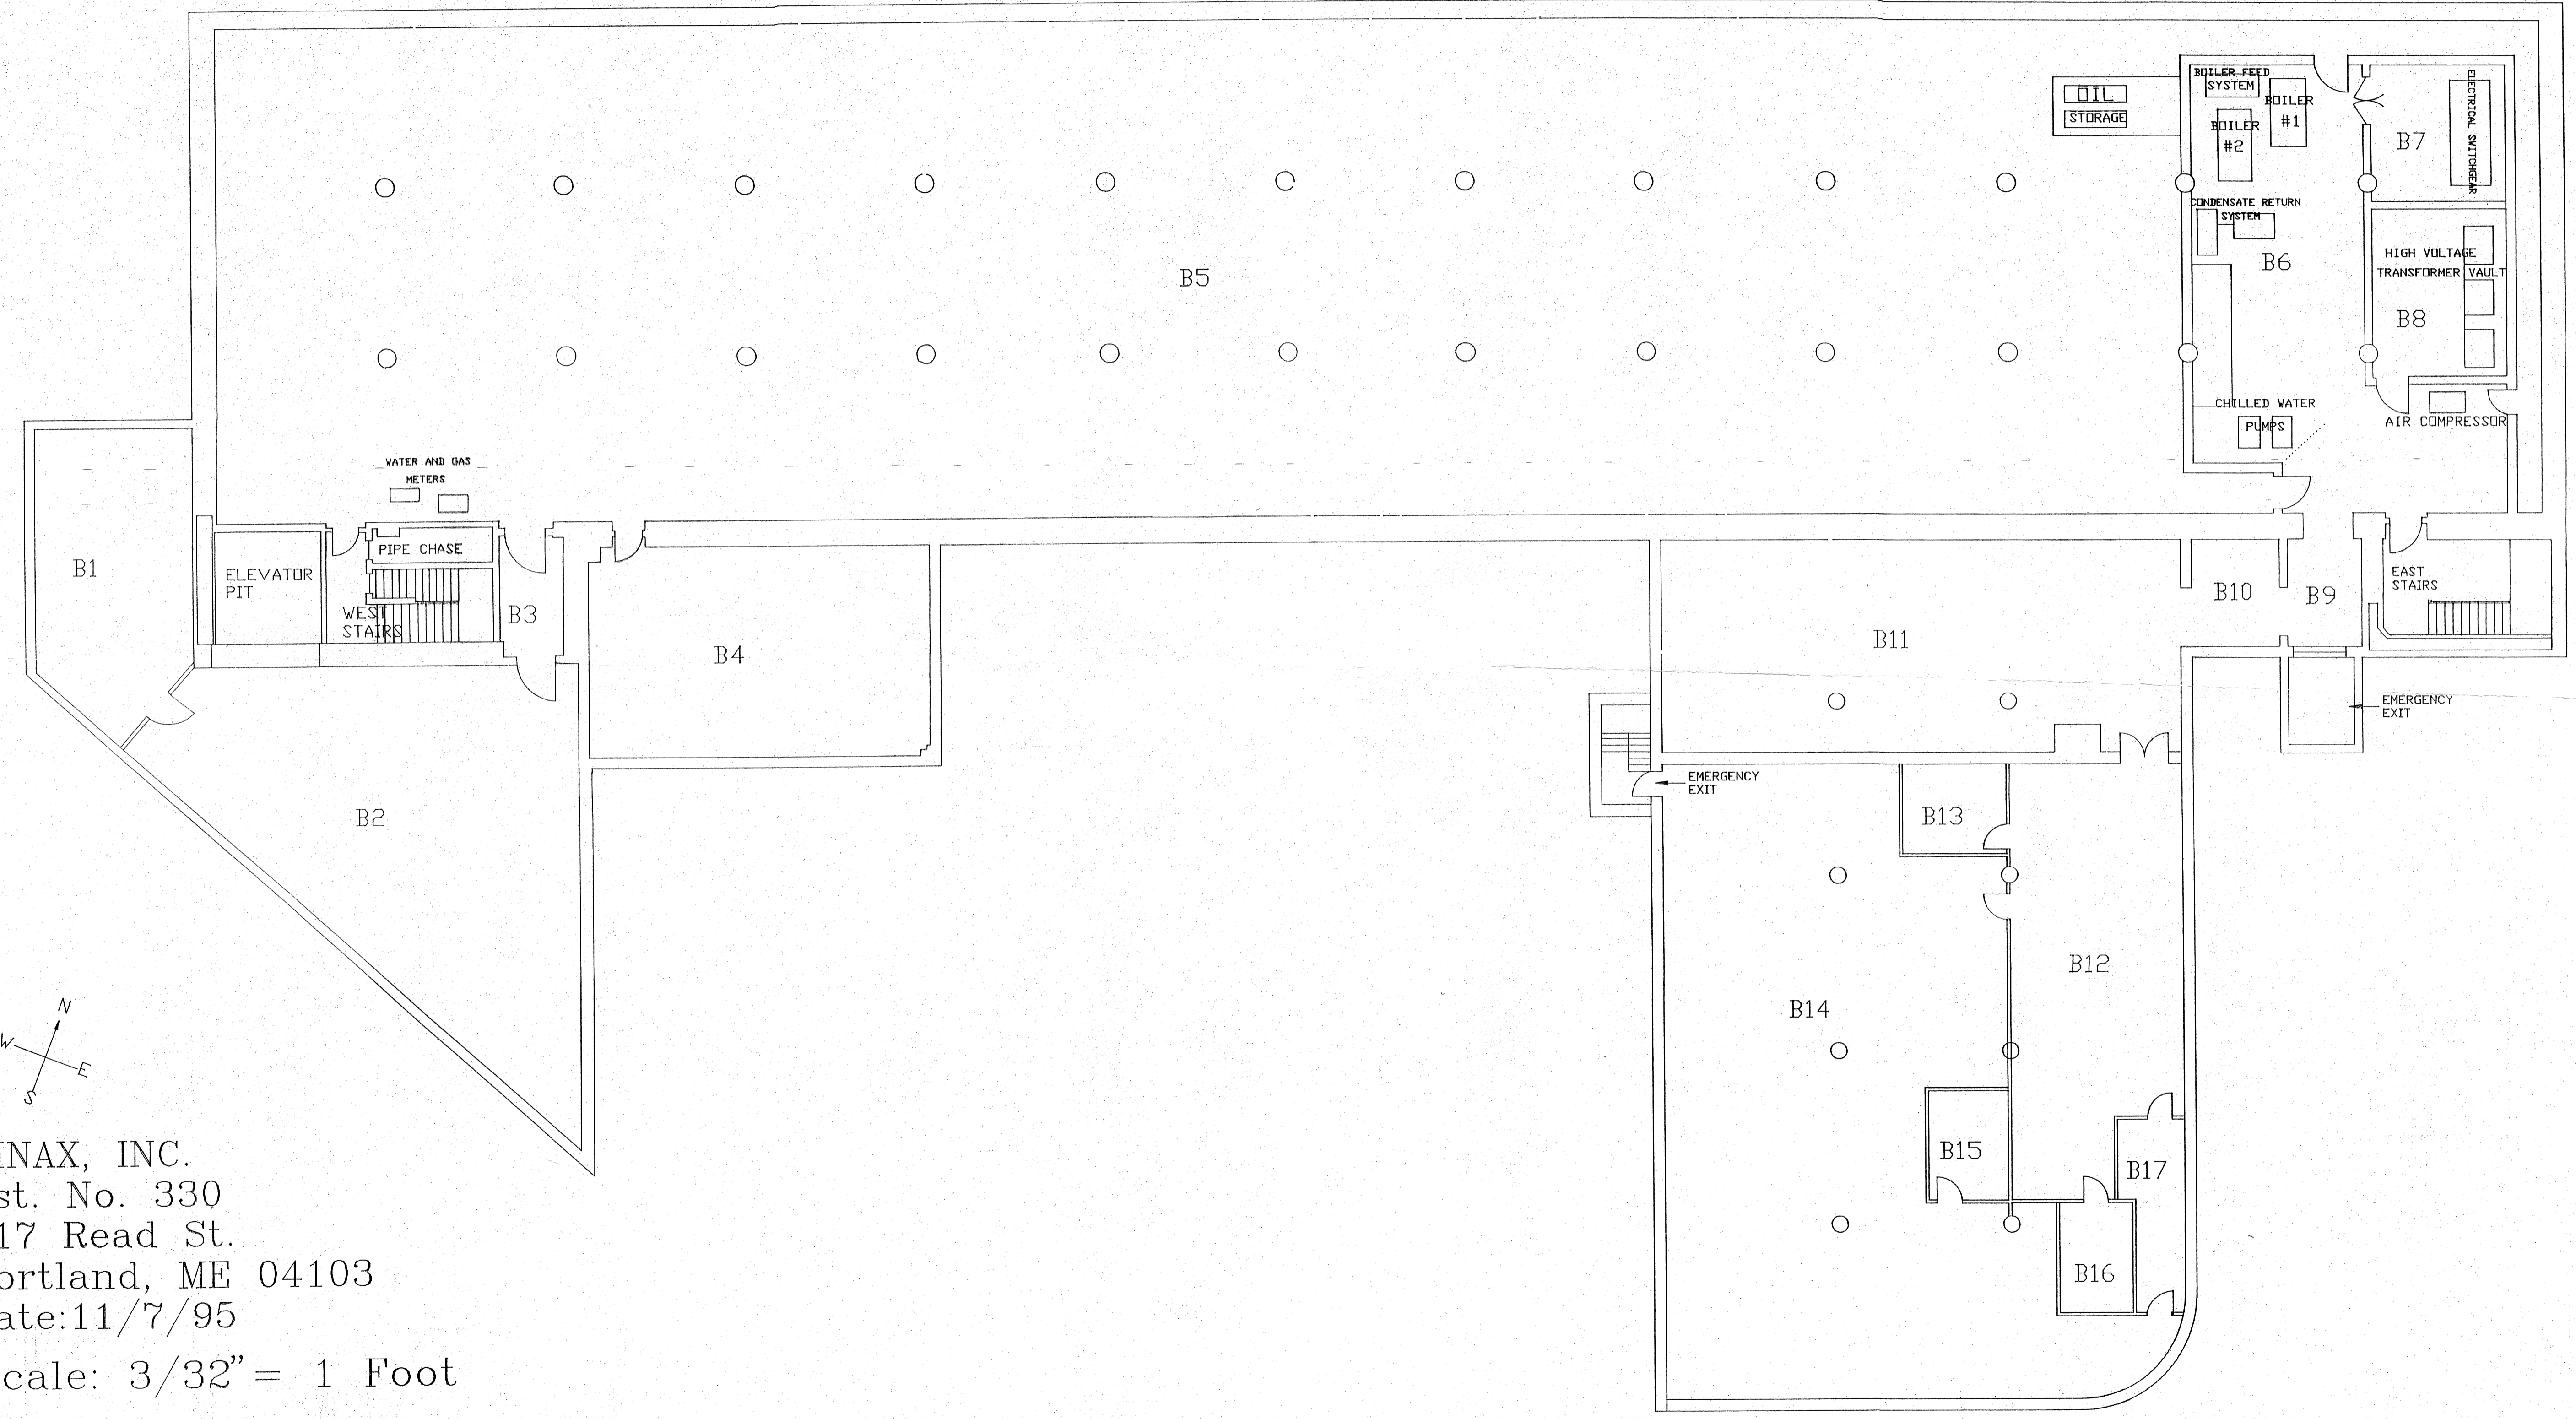 BOILER FEED
SYSTEM
BOILER
#1
BOILER
#2
OIL
STORAGE
ELECTRICAL SWITCHGEAR
B7
CONDENSATE RETURN
SYSTEM
B6
HIGH VOLTAGE
TRANSFORMER VAULT
B8
B5
CHILLED WATER
PUMPS
AIR COMPRESSOR
WATER AND GAS
METERS
B1
ELEVATOR
PIT
PIPE CHASE
WEST
STAIRS
B3
B4
B11
B10
B9
EAST
STAIRS
EMERGENCY
EXIT
EMERGENCY
EXIT
B2
B13
B12
B14
B15
B17
B16
N
W
E
S
INAX, INC.
st. No. 330
17 Read St.
ortland, ME 04103
ate:11/7/95
cale: 3/32"= 1 Foot